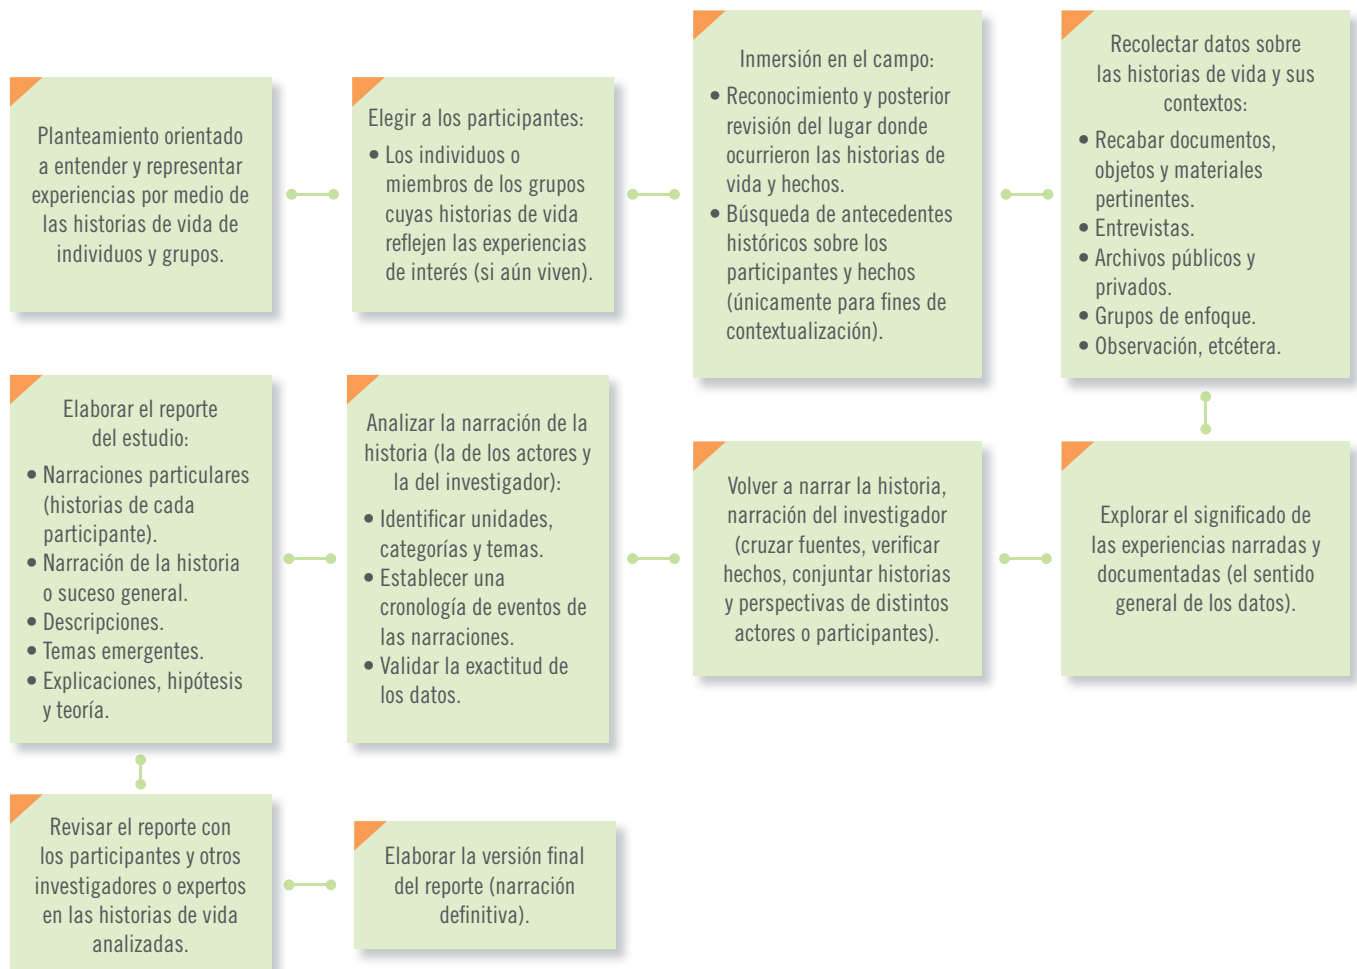 Planteamiento orientado
a entender y representar
experiencias por medio de
las historias de vida de
individuos y grupos.
Elegir a los participantes:
• Los individuos o
miembros de los grupos
cuyas historias de vida
reflejen las experiencias
de interés (si aún viven).
Inmersión en el campo:
• Reconocimiento y posterior
revisión del lugar donde
ocurrieron las historias de
vida y hechos.
• Búsqueda de antecedentes
históricos sobre los
participantes y hechos
(únicamente para fines de
contextualización).
Recolectar datos sobre
las historias de vida y sus
contextos:
• Recabar documentos,
objetos y materiales
pertinentes.
• Entrevistas.
• Archivos públicos y
privados.
• Grupos de enfoque.
• Observación, etcétera.
Explorar el significado de
las experiencias narradas y
documentadas (el sentido
general de los datos).
Volver a narrar la historia,
narración del investigador
(cruzar fuentes, verificar
hechos, conjuntar historias
y perspectivas de distintos
actores o participantes).
Analizar la narración de la
historia (la de los actores y
la del investigador):
• Identificar unidades,
categorías y temas.
• Establecer una
cronología de eventos de
las narraciones.
• Validar la exactitud de
los datos.
Elaborar el reporte
del estudio:
• Narraciones particulares
(historias de cada
participante).
• Narración de la historia
o suceso general.
• Descripciones.
• Temas emergentes.
• Explicaciones, hipótesis
y teoría.
Revisar el reporte con
los participantes y otros
investigadores o expertos
en las historias de vida
analizadas.
Elaborar la versión final
del reporte (narración
definitiva).